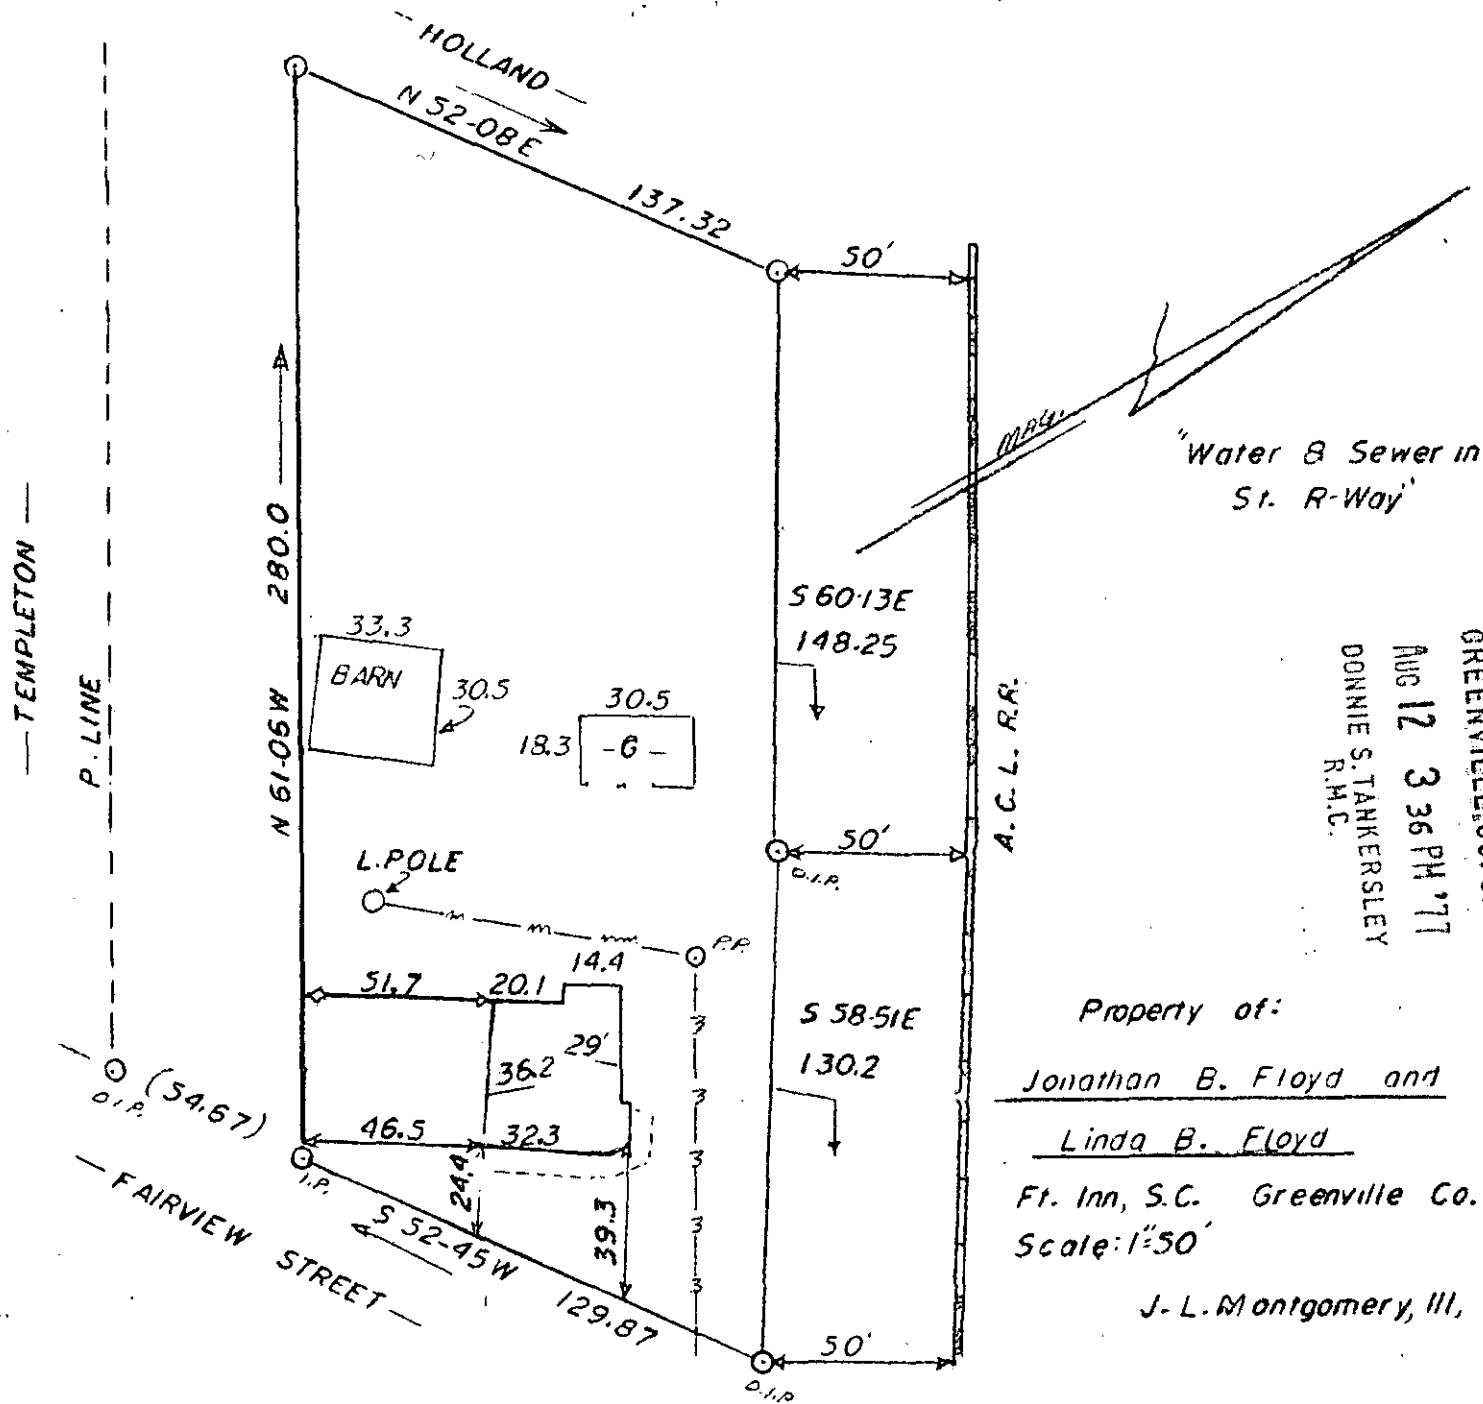 — HOLLAND —
N 52-08 E
137.32
50'
MAG.
"Water & Sewer in
St. R-Way"
— TEMPLETON —
P. LINE
N 61-05 W 280.0
S 60-13E
148.25
33.3
BARN
30.5
30.5
18.3
- G -
A. C. L. R.R.
AUG 12 3 36 PM '77
DONNIE S. TANKERSLEY
R.M.C.
50'
O.I.P.
L. POLE
P.P.
14.4
51.7
20.1
29'
36.2
S 58-51E
130.2
O.I.P.
(54.67)
46.5
32.3
24.4
39.3
I.P.
— FAIRVIEW STREET —
S 52-45 W
129.87
50'
O.I.P.
Property of:
Jonathan B. Floyd and
Linda B. Floyd
Ft. Inn, S.C. Greenville Co.
Scale: 1"=50'
J. L. Montgomery, III,